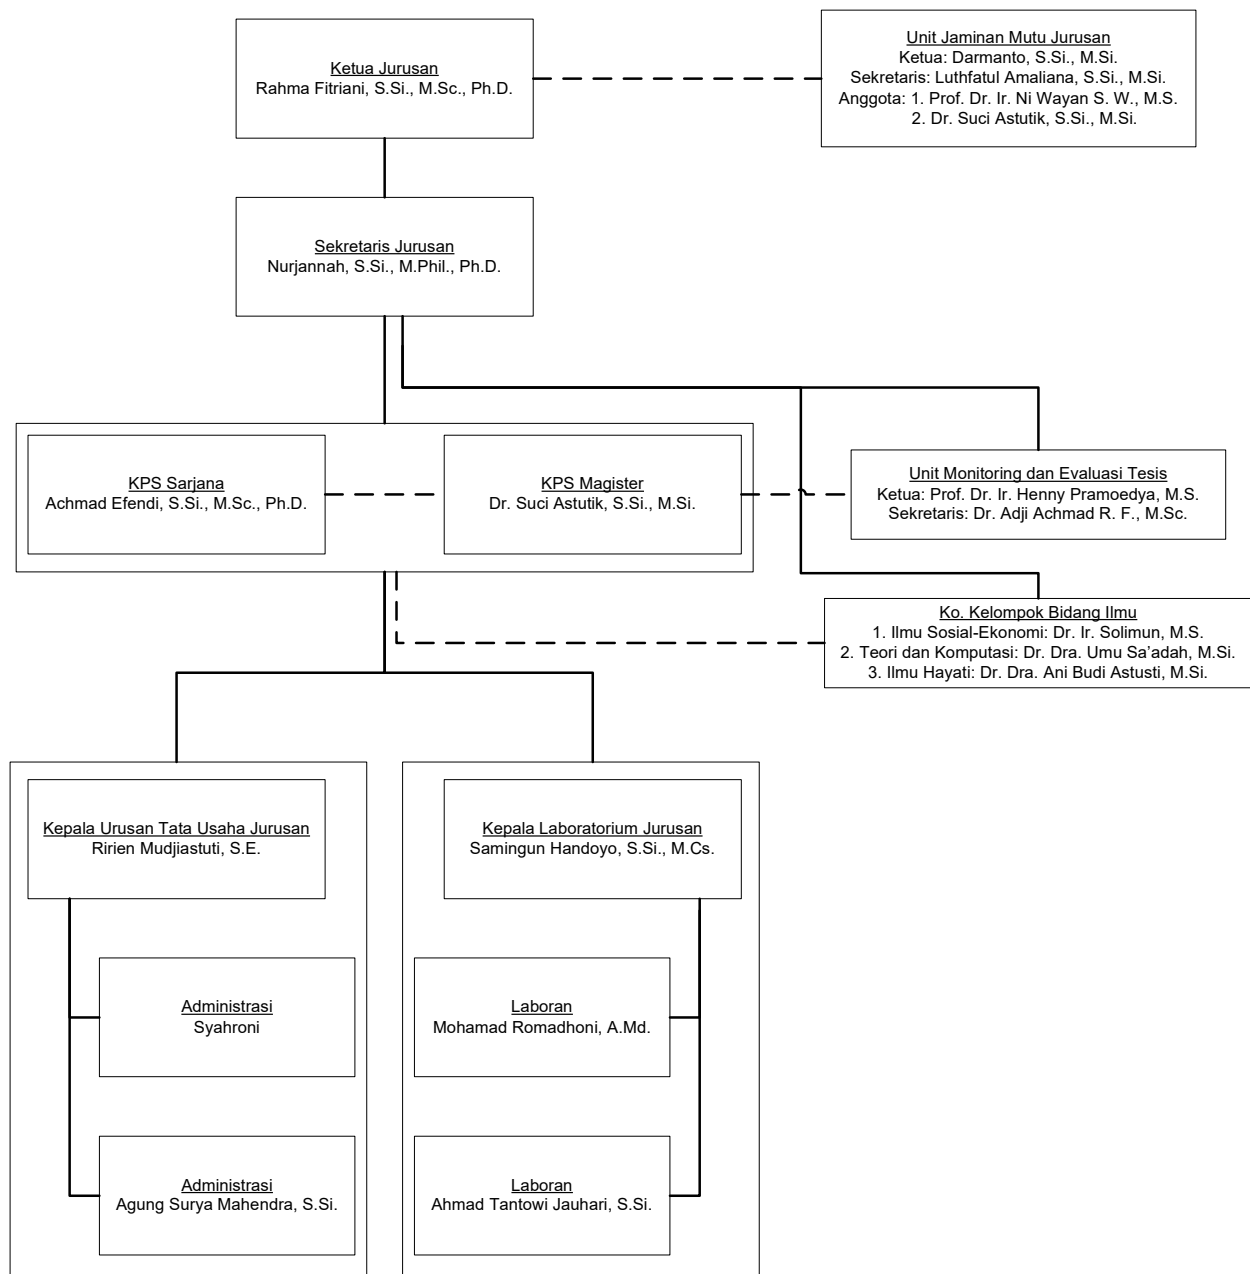 Ketua Jurusan
Rahma Fitriani, S.Si., M.Sc., Ph.D.
Unit Jaminan Mutu Jurusan
Ketua: Darmanto, S.Si., M.Si.
Sekretaris: Luthfatul Amaliana, S.Si., M.Si.
Anggota: 1. Prof. Dr. Ir. Ni Wayan S. W., M.S.
2. Dr. Suci Astutik, S.Si., M.Si.
Sekretaris Jurusan
Nurjannah, S.Si., M.Phil., Ph.D.
KPS Sarjana
Achmad Efendi, S.Si., M.Sc., Ph.D.
KPS Magister
Dr. Suci Astutik, S.Si., M.Si.
Unit Monitoring dan Evaluasi Tesis
Ketua: Prof. Dr. Ir. Henny Pramoedya, M.S.
Sekretaris: Dr. Adji Achmad R. F., M.Sc.
Ko. Kelompok Bidang Ilmu
1. Ilmu Sosial-Ekonomi: Dr. Ir. Solimun, M.S.
2. Teori dan Komputasi: Dr. Dra. Umu Sa’adah, M.Si.
3. Ilmu Hayati: Dr. Dra. Ani Budi Astusti, M.Si.
Kepala Urusan Tata Usaha Jurusan
Ririen Mudjiastuti, S.E.
Kepala Laboratorium Jurusan
Samingun Handoyo, S.Si., M.Cs.
Administrasi
Syahroni
Laboran
Mohamad Romadhoni, A.Md.
Administrasi
Agung Surya Mahendra, S.Si.
Laboran
Ahmad Tantowi Jauhari, S.Si.